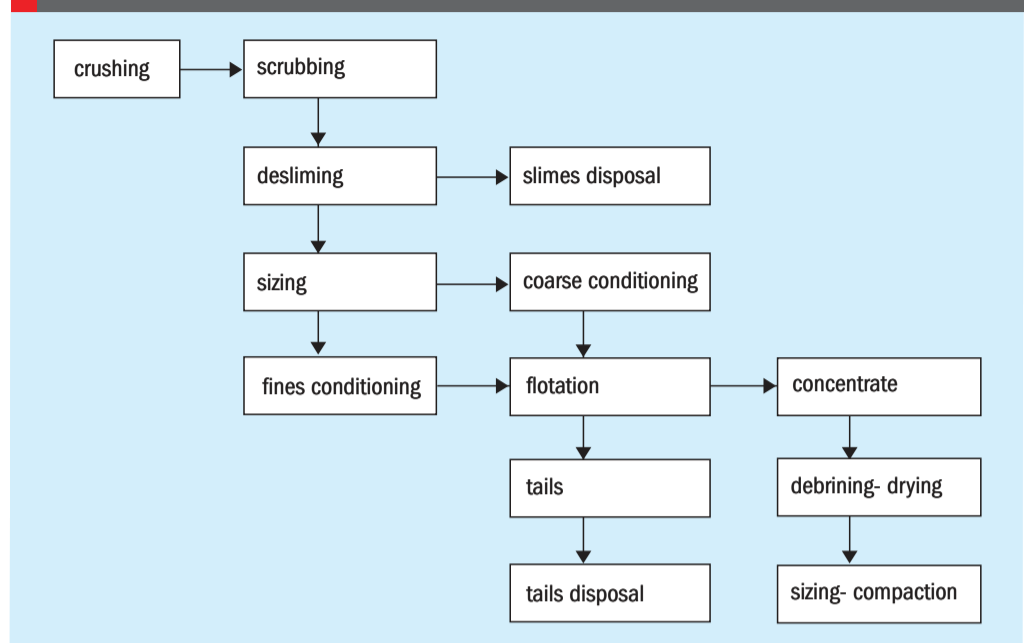 crushing
scrubbing
desliming
slimes disposal
sizing
coarse conditioning
fines conditioning
flotation
concentrate
tails
debrining- drying
tails disposal
sizing- compaction